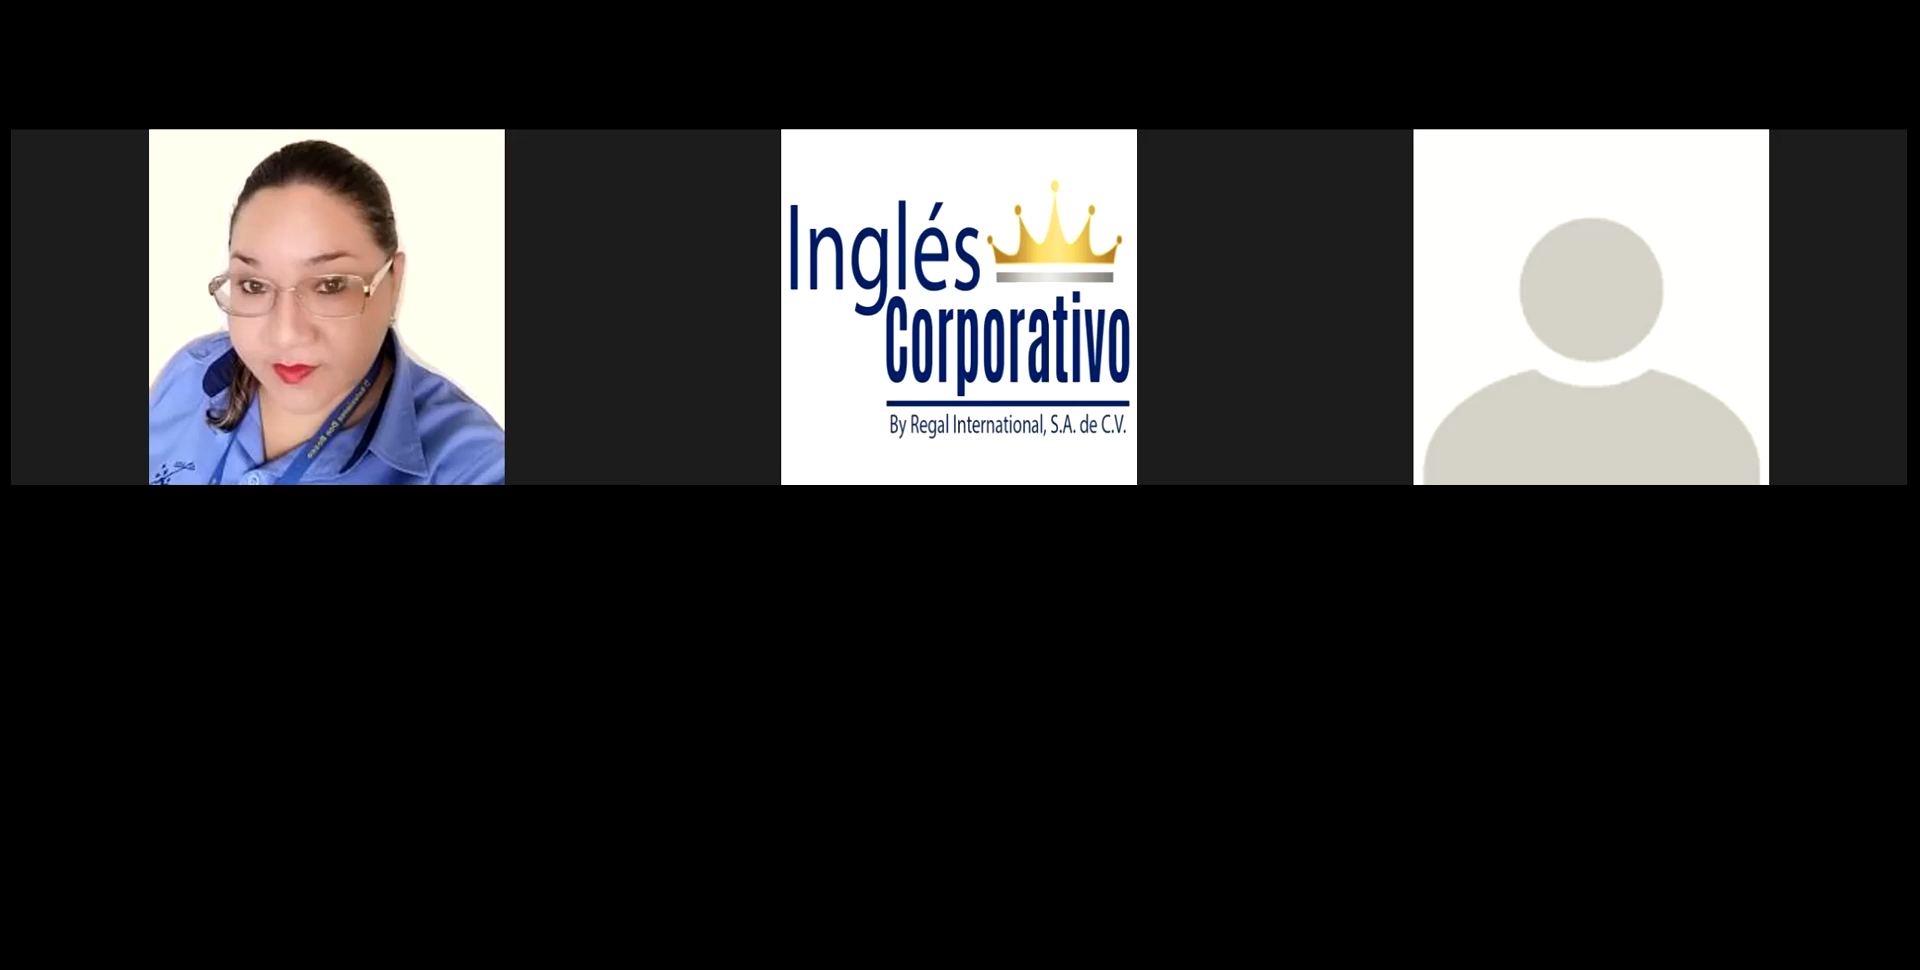 Inglés
Corporativo
By Regal International, S.A. de C.V.